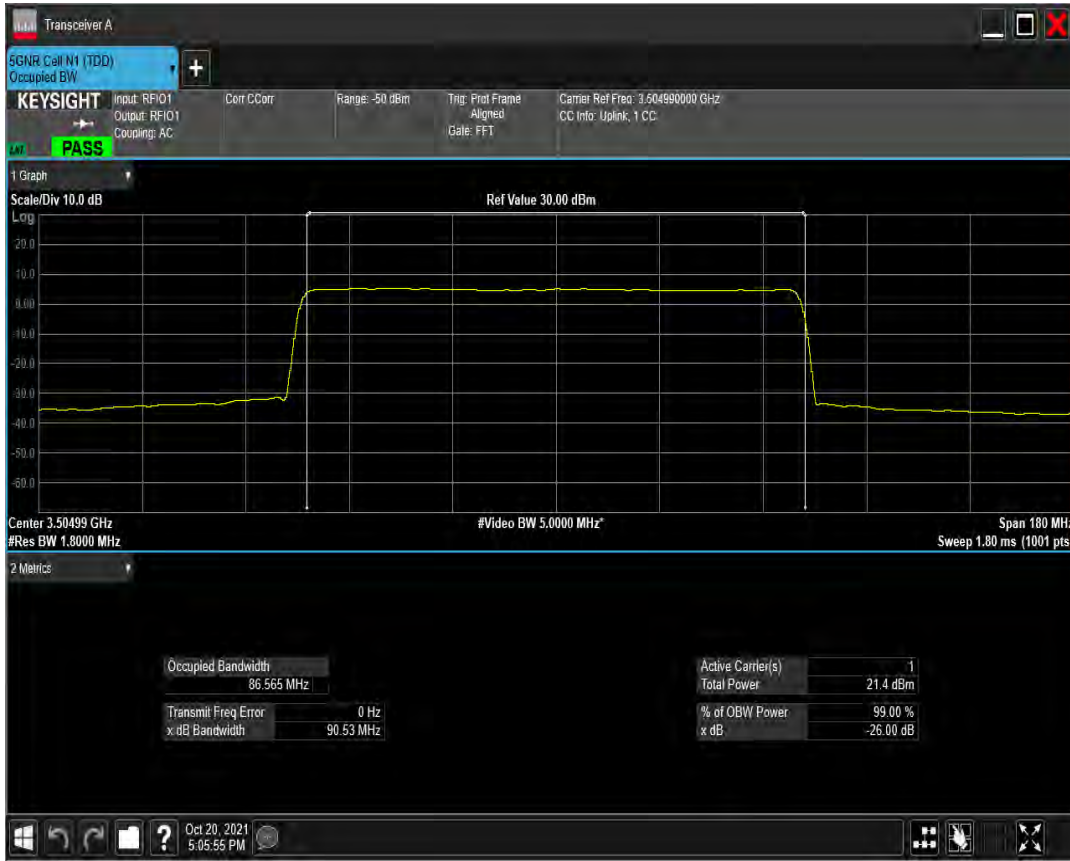 Transceiver A
5GNR Cell N1 (TDD)
Occupied BW
+
KEYSIGHT
Input: RFIO1
Output: RFIO1
Coupling: AC
Corr CCorr
Range: -50 dBm
Trig: Prot Frame
Aligned
Gate: FFT
Carrier Ref Freq: 3.504990000 GHz
CC Info: Uplink, 1 CC
PASS
1 Graph
Scale/Div 10.0 dB
Ref Value 30.00 dBm
Log
20.0
10.0
0.00
-10.0
-20.0
-30.0
-40.0
-50.0
-60.0
Center 3.50499 GHz
#Video BW 5.0000 MHz*
Span 180 MHz
#Res BW 1.8000 MHz
Sweep 1.80 ms (1001 pts
2 Metrics
Occupied Bandwidth
86.565 MHz
Transmit Freq Error 0 Hz
x dB Bandwidth 90.53 MHz
Active Carrier(s) 1
Total Power 21.4 dBm
% of OBW Power 99.00 %
x dB -26.00 dB
?
Oct 20, 2021
5:05:55 PM